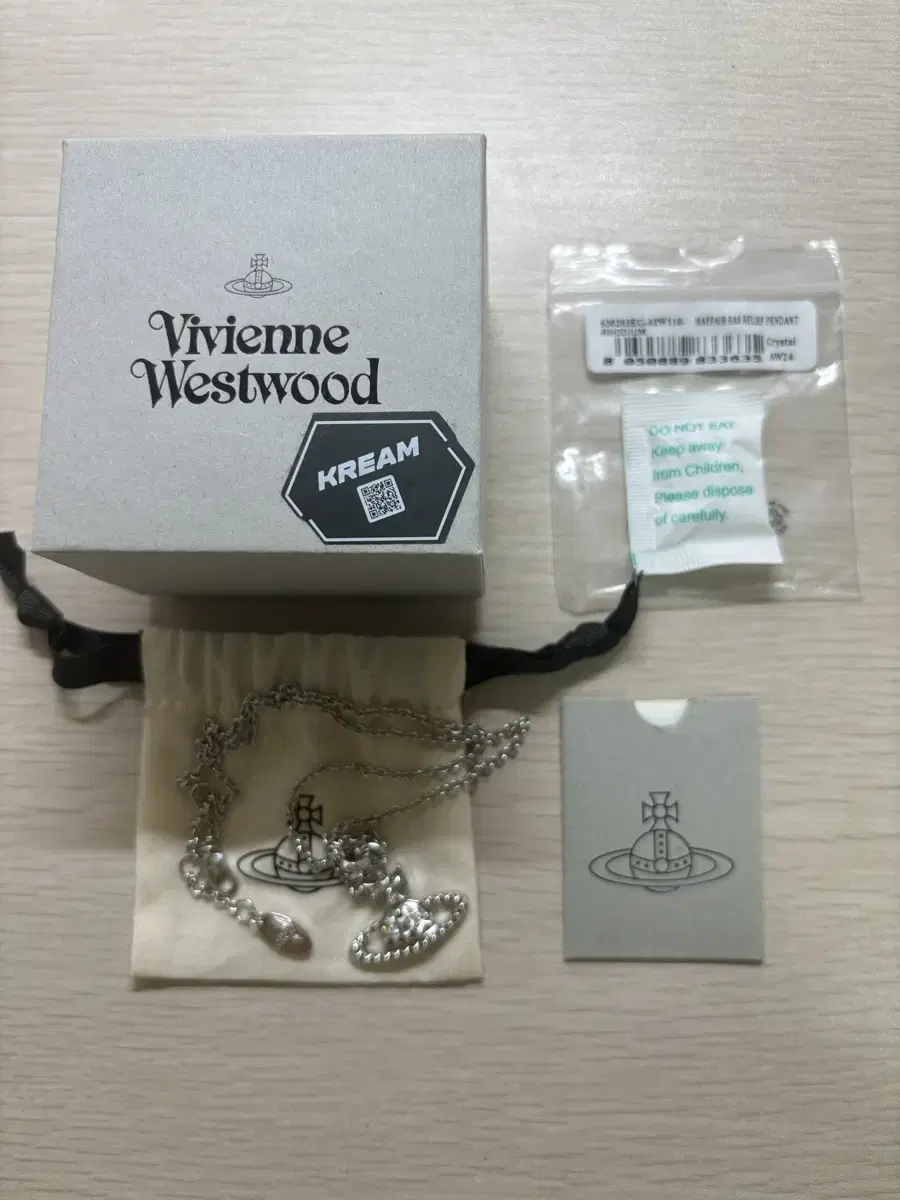 Vivienne
Westwood
KREAM
MAYFAIR BAS RELIEF PENDANT
Crystal
DO NOT EAT
Keep away
from Children,
Please dispose
of carefully.